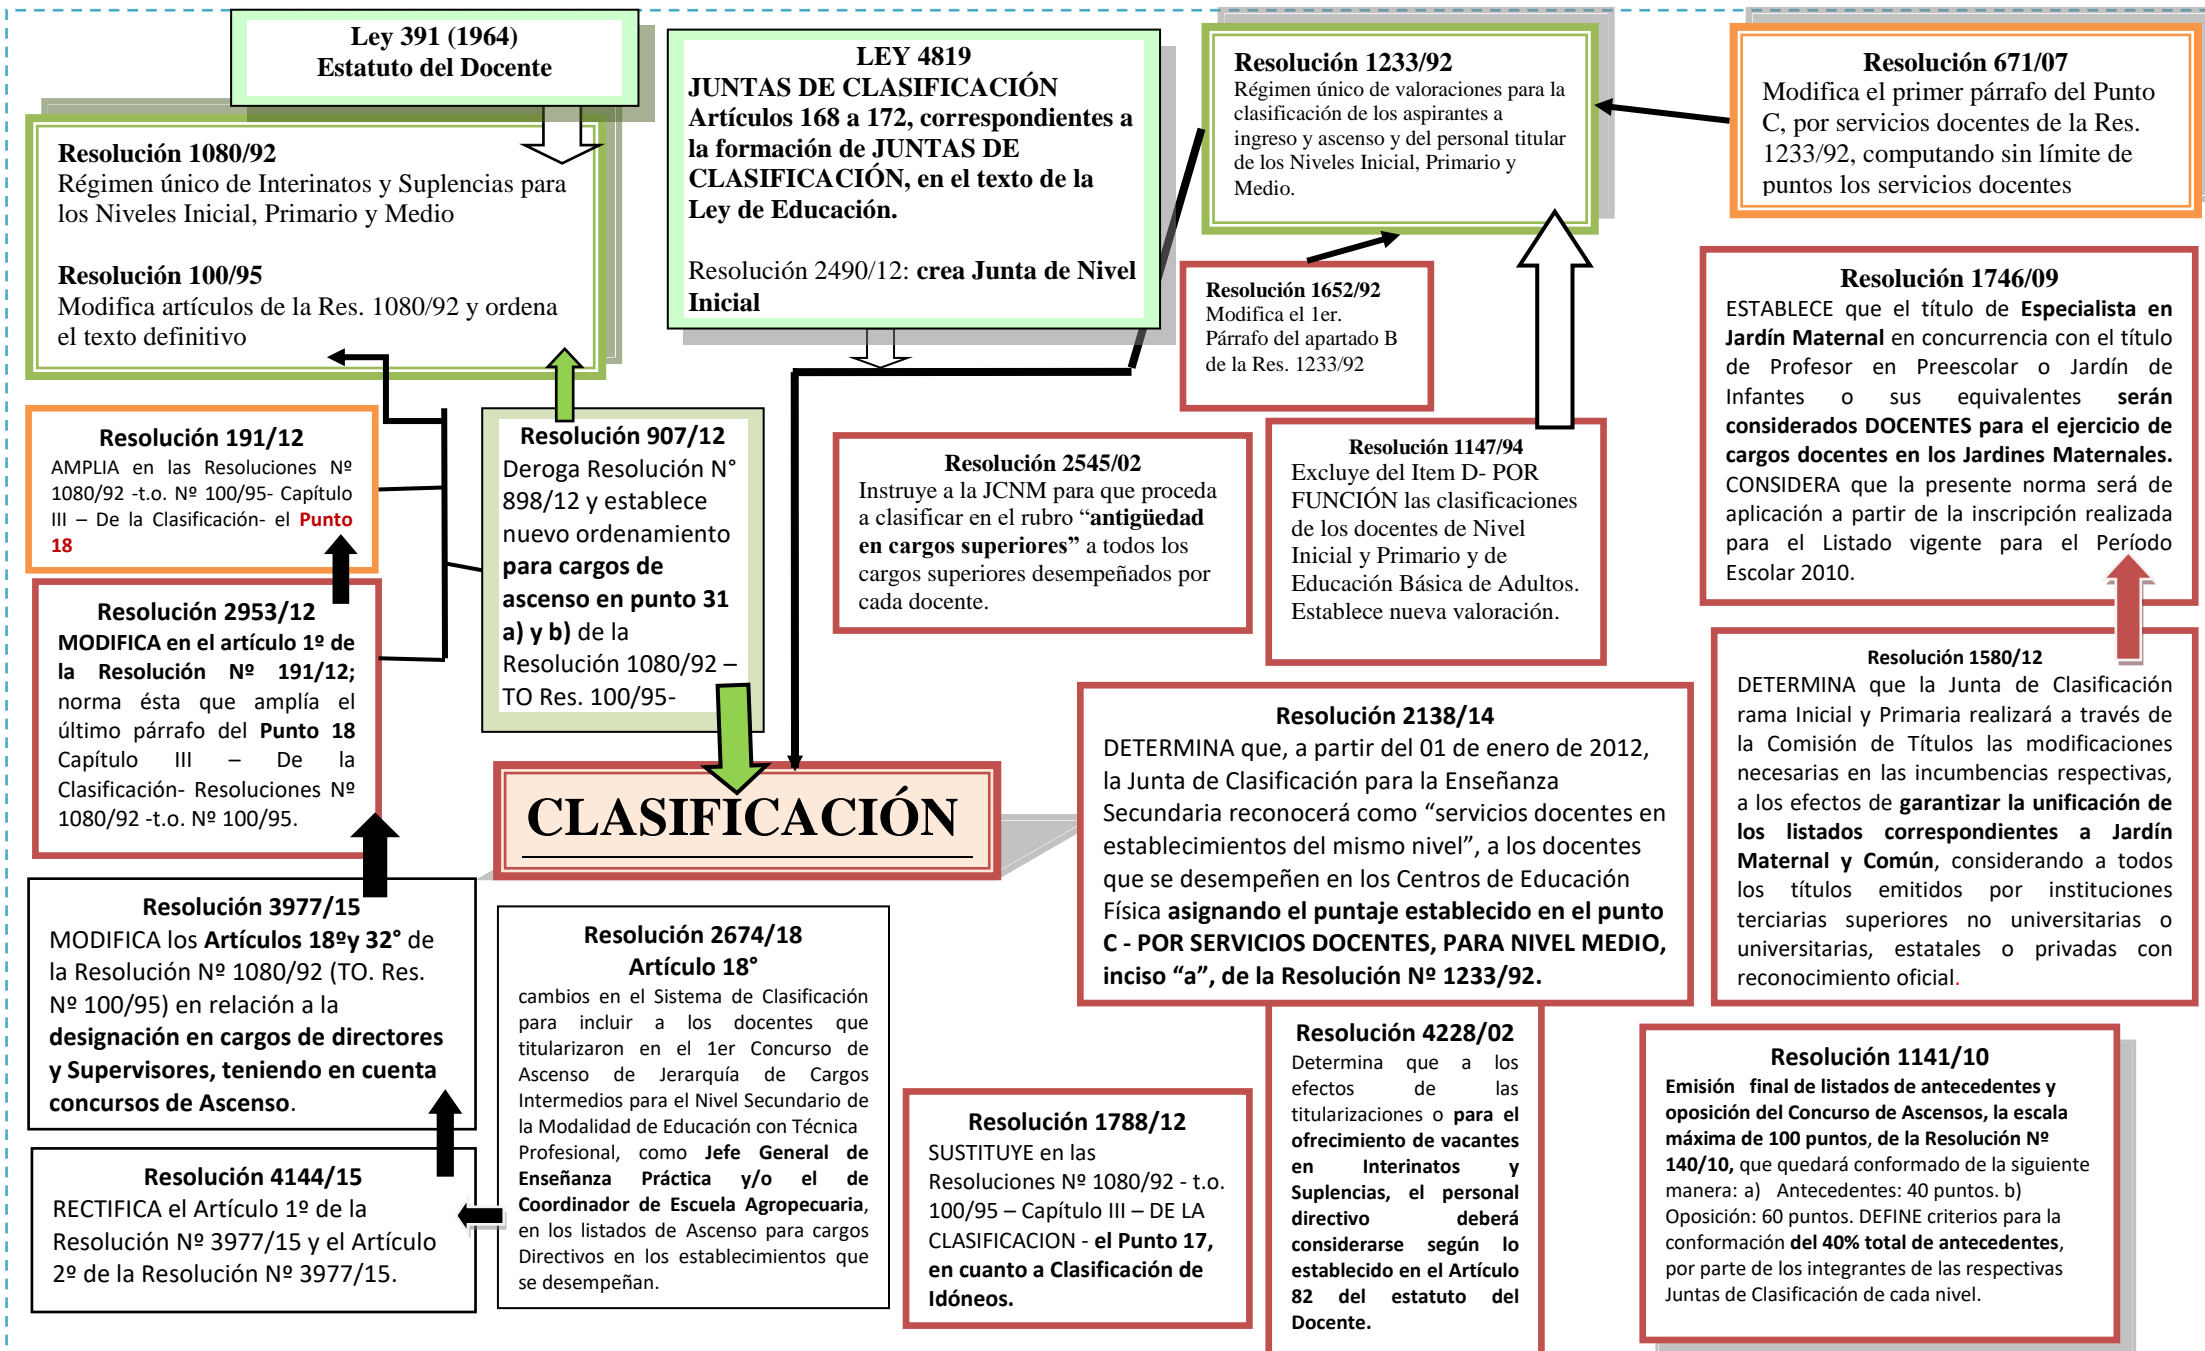 Ley 391 (1964)
Estatuto del Docente
Resolución 1080/92
Régimen único de Interinatos y Suplencias para
los Niveles Inicial, Primario y Medio
Resolución 100/95
Modifica artículos de la Res. 1080/92 y ordena
el texto definitivo
LEY 4819
JUNTAS DE CLASIFICACIÓN
Artículos 168 a 172, correspondientes a
la formación de JUNTAS DE
CLASIFICACIÓN, en el texto de la
Ley de Educación.
Resolución 2490/12: crea Junta de Nivel
Inicial
Resolución 1233/92
Régimen único de valoraciones para la
clasificación de los aspirantes a
ingreso y ascenso y del personal titular
de los Niveles Inicial, Primario y
Medio.
Resolución 671/07
Modifica el primer párrafo del Punto
C, por servicios docentes de la Res.
1233/92, computando sin límite de
puntos los servicios docentes
Resolución 1652/92
Modifica el 1er.
Párrafo del apartado B
de la Res. 1233/92
Resolución 1746/09
ESTABLECE que el título de Especialista en
Jardín Maternal en concurrencia con el título
de Profesor en Preescolar o Jardín de
Infantes o sus equivalentes serán
considerados DOCENTES para el ejercicio de
cargos docentes en los Jardines Maternales.
CONSIDERA que la presente norma será de
aplicación a partir de la inscripción realizada
para el Listado vigente para el Período
Escolar 2010.
Resolución 191/12
AMPLIA en las Resoluciones Nº
1080/92 -t.o. Nº 100/95- Capítulo
III – De la Clasificación- el Punto
18
Resolución 907/12
Deroga Resolución N°
898/12 y establece
nuevo ordenamiento
para cargos de
ascenso en punto 31
a) y b) de la
Resolución 1080/92 –
TO Res. 100/95-
Resolución 2545/02
Instruye a la JCNM para que proceda
a clasificar en el rubro “antigüedad
en cargos superiores” a todos los
cargos superiores desempeñados por
cada docente.
Resolución 1147/94
Excluye del Item D- POR
FUNCIÓN las clasificaciones
de los docentes de Nivel
Inicial y Primario y de
Educación Básica de Adultos.
Establece nueva valoración.
Resolución 2953/12
MODIFICA en el artículo 1º de
la Resolución Nº 191/12;
norma ésta que amplía el
último párrafo del Punto 18
Capítulo III – De la
Clasificación- Resoluciones Nº
1080/92 -t.o. Nº 100/95.
Resolución 1580/12
DETERMINA que la Junta de Clasificación
rama Inicial y Primaria realizará a través de
la Comisión de Títulos las modificaciones
necesarias en las incumbencias respectivas,
a los efectos de garantizar la unificación de
los listados correspondientes a Jardín
Maternal y Común, considerando a todos
los títulos emitidos por instituciones
terciarias superiores no universitarias o
universitarias, estatales o privadas con
reconocimiento oficial.
Resolución 2138/14
DETERMINA que, a partir del 01 de enero de 2012,
la Junta de Clasificación para la Enseñanza
Secundaria reconocerá como “servicios docentes en
establecimientos del mismo nivel”, a los docentes
que se desempeñen en los Centros de Educación
Física asignando el puntaje establecido en el punto
C - POR SERVICIOS DOCENTES, PARA NIVEL MEDIO,
inciso “a”, de la Resolución Nº 1233/92.
CLASIFICACIÓN
Resolución 3977/15
MODIFICA los Artículos 18ºy 32° de
la Resolución Nº 1080/92 (TO. Res.
Nº 100/95) en relación a la
designación en cargos de directores
y Supervisores, teniendo en cuenta
concursos de Ascenso.
Resolución 2674/18
Artículo 18°
cambios en el Sistema de Clasificación
para incluir a los docentes que
titularizaron en el 1er Concurso de
Ascenso de Jerarquía de Cargos
Intermedios para el Nivel Secundario de
la Modalidad de Educación con Técnica
Profesional, como Jefe General de
Enseñanza Práctica y/o el de
Coordinador de Escuela Agropecuaria,
en los listados de Ascenso para cargos
Directivos en los establecimientos que
se desempeñan.
Resolución 4144/15
RECTIFICA el Artículo 1º de la
Resolución Nº 3977/15 y el Artículo
2º de la Resolución Nº 3977/15.
Resolución 1788/12
SUSTITUYE en las
Resoluciones Nº 1080/92 - t.o.
100/95 – Capítulo III – DE LA
CLASIFICACION - el Punto 17,
en cuanto a Clasificación de
Idóneos.
Resolución 4228/02
Determina que a los
efectos de las
titularizaciones o para el
ofrecimiento de vacantes
en Interinatos y
Suplencias, el personal
directivo deberá
considerarse según lo
establecido en el Artículo
82 del estatuto del
Docente.
Resolución 1141/10
Emisión final de listados de antecedentes y
oposición del Concurso de Ascensos, la escala
máxima de 100 puntos, de la Resolución Nº
140/10, que quedará conformado de la siguiente
manera: a) Antecedentes: 40 puntos. b)
Oposición: 60 puntos. DEFINE criterios para la
conformación del 40% total de antecedentes,
por parte de los integrantes de las respectivas
Juntas de Clasificación de cada nivel.